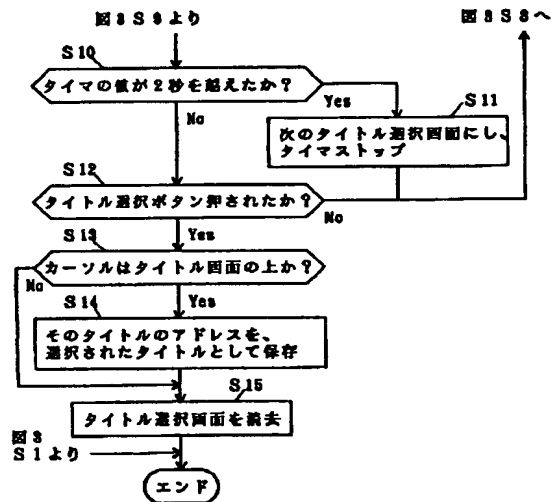 図3S9より
図3S3へ
S10
タイマの値が2秒を超えたか？
Yes
S11
No
次のタイトル選択画面にし、
タイマストップ
S12
タイトル選択ボタン押されたか？
No
S13
Yes
カーソルはタイトル画面の上か？
No
S14
Yes
そのタイトルのアドレスを、
選択されたタイトルとして保存
S15
タイトル選択画面を消去
図3
S1より
エンド